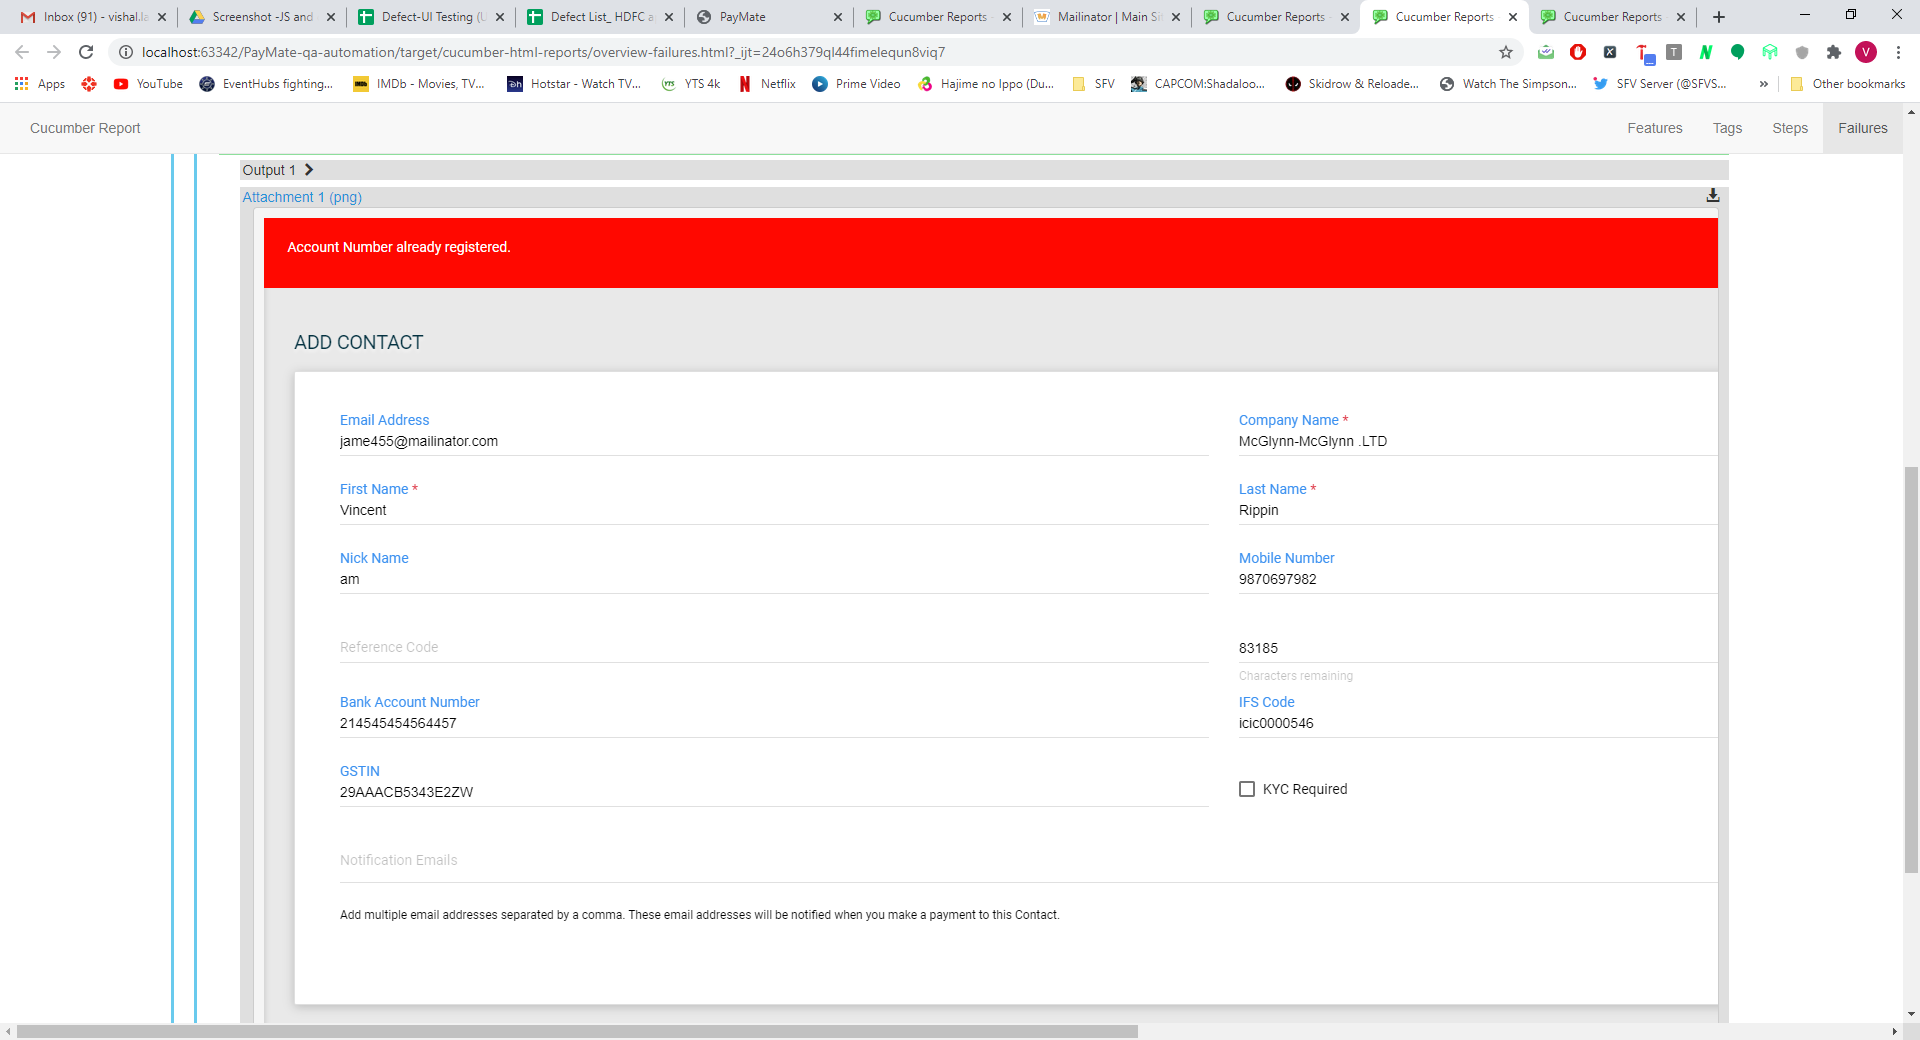 Inbox (91) - vishal.la
Screenshot -JS and
Defect-UI Testing (U
Defect List_ HDFC a
PayMate
Cucumber Reports
Mailinator | Main Si
Cucumber Reports
Cucumber Reports
Cucumber Reports
localhost:63342/PayMate-qa-automation/target/cucumber-html-reports/overview-failures.html?_ijt=24o6h379ql44fimelequn8viq7
Apps
YouTube
EventHubs fighting...
IMDb - Movies, TV...
Hotstar - Watch TV...
YTS 4k
Netflix
Prime Video
Hajime no Ippo (Du...
SFV
CAPCOM:Shadaloo...
Skidrow & Reloade...
Watch The Simpson...
SFV Server (@SFVS...
»
Other bookmarks
Cucumber Report
Features
Tags
Steps
Failures
Output 1
Attachment 1 (png)
Account Number already registered.
ADD CONTACT
Email Address
jame455@mailinator.com
Company Name *
McGlynn-McGlynn .LTD
First Name *
Vincent
Last Name *
Rippin
Nick Name
am
Mobile Number
9870697982
Reference Code
83185
Characters remaining
Bank Account Number
214545454564457
IFS Code
icic0000546
GSTIN
29AAACB5343E2ZW
KYC Required
Notification Emails
Add multiple email addresses separated by a comma. These email addresses will be notified when you make a payment to this Contact.